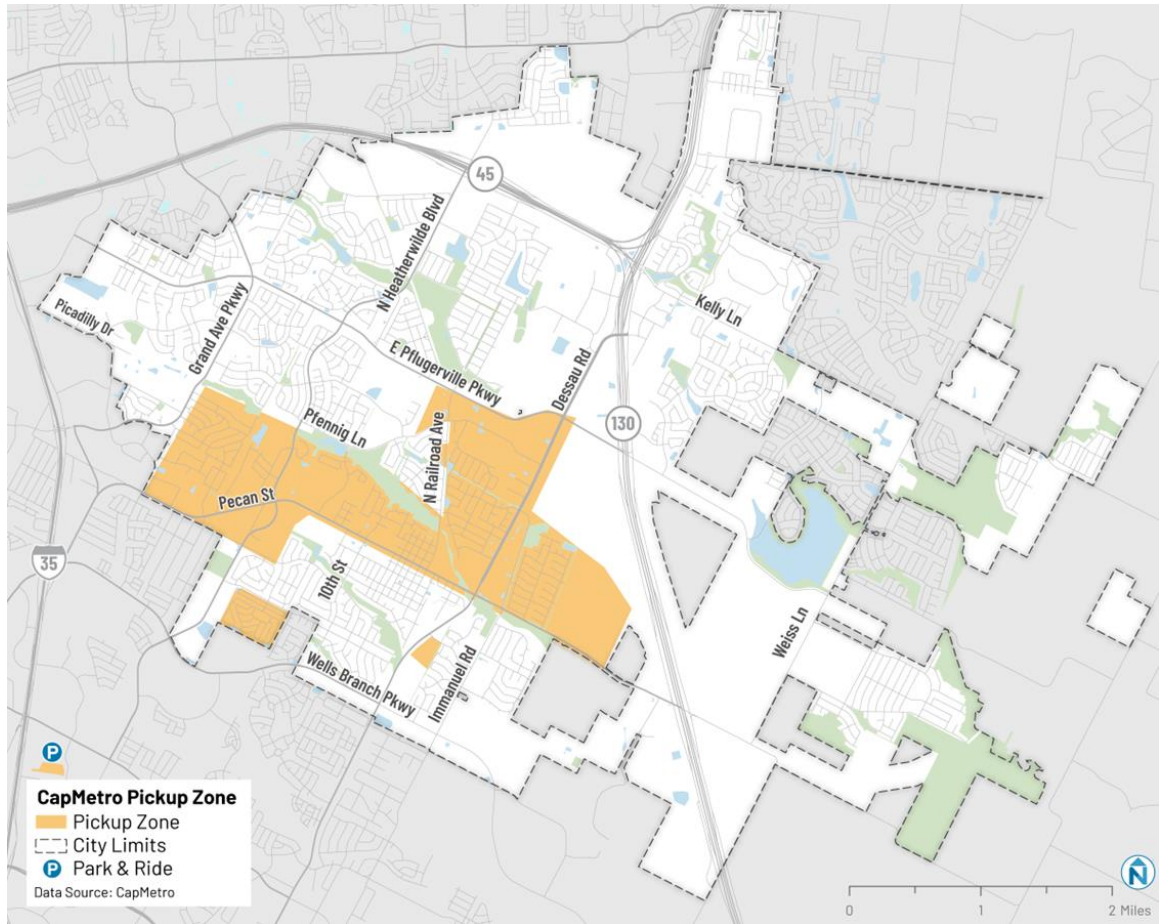 45
N Heatherwilde Blvd
Picadilly Dr
Grand Ave Pkwy
Kelly Ln
E Pflugerville Pkwy
Dessau Rd
130
Pfennig Ln
N Railroad Ave
Pecan St
35
10th St
Weiss Ln
Immanuel Rd
Wells Branch Pkwy
P
CapMetro Pickup Zone
Pickup Zone
City Limits
P Park & Ride
Data Source: CapMetro
N
0 1 2 Miles